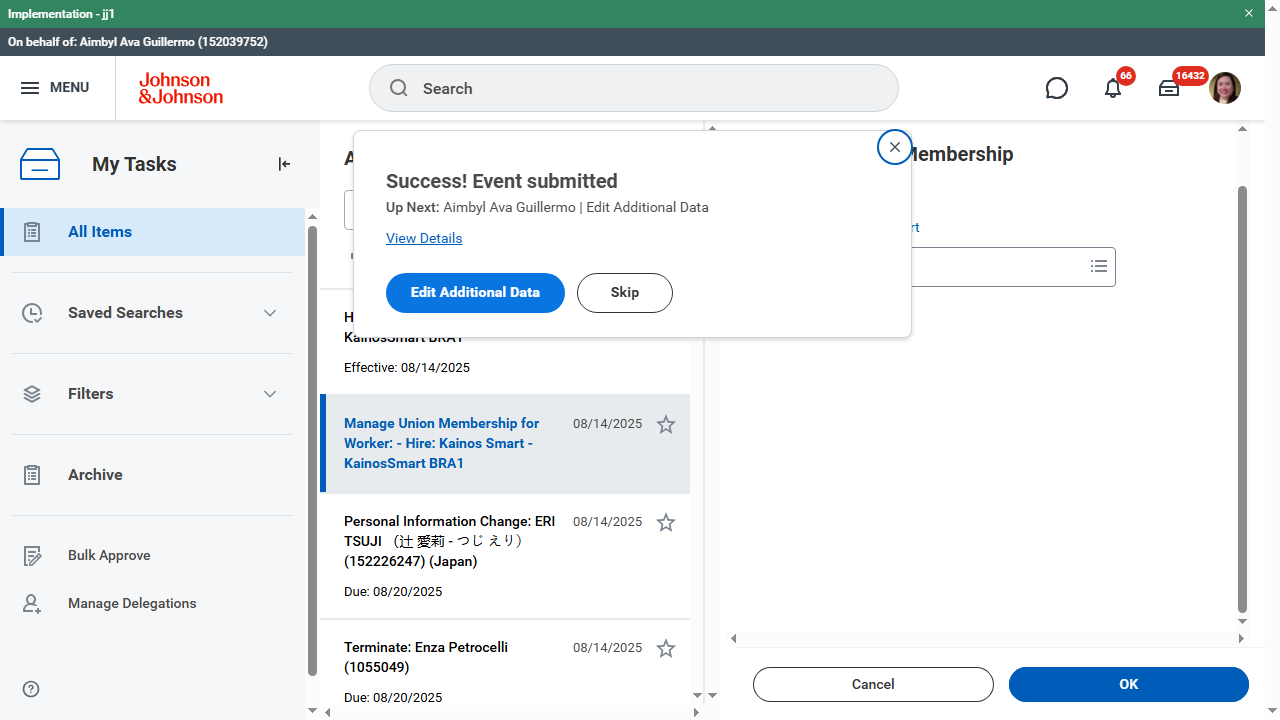 Implementation - jj1
On behalf of: Aimbyl Ava Guillermo (152039752)
MENU
Johnson
&Johnson
Search
66
16432
My Tasks
All Items
Saved Searches
Filters
Archive
Bulk Approve
Manage Delegations
Success! Event submitted
Up Next: Aimbyl Ava Guillermo | Edit Additional Data
View Details
Edit Additional Data
Skip
KainosSmart BRA1
Effective: 08/14/2025
Manage Union Membership for
Worker: - Hire: Kainos Smart -
KainosSmart BRA1
08/14/2025
Personal Information Change: ERI
TSUJI （辻 愛莉 - つじ えり）
(152226247) (Japan)
08/14/2025
Due: 08/20/2025
Terminate: Enza Petrocelli
(1055049)
08/14/2025
Due: 08/20/2025
Membership
Cancel
OK